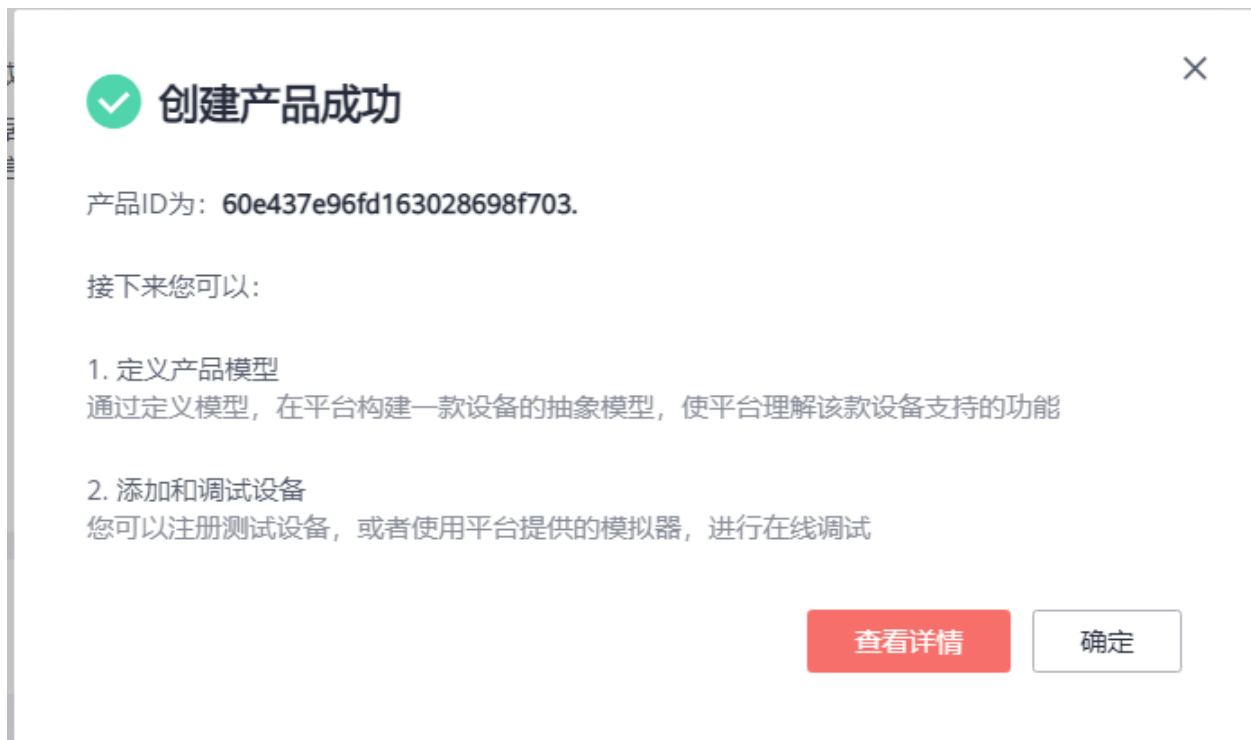 创建产品成功
产品ID为：60e437e96fd163028698f703.
接下来您可以：
1. 定义产品模型
通过定义模型，在平台构建一款设备的抽象模型，使平台理解该款设备支持的功能
2. 添加和调试设备
您可以注册测试设备，或者使用平台提供的模拟器，进行在线调试
查看详情 确定